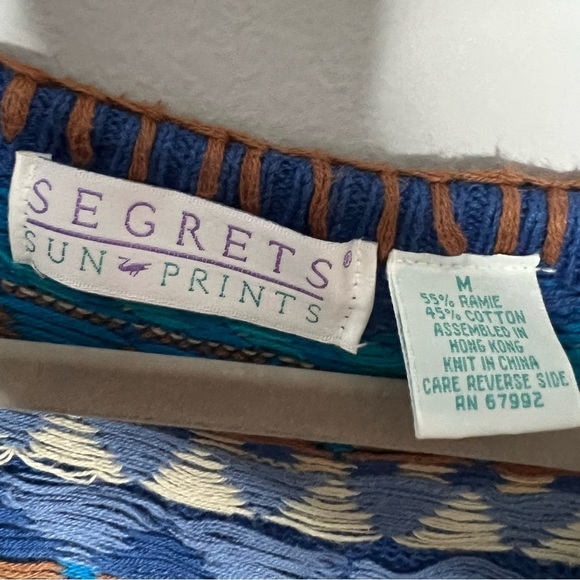 SEGRETS®
SUN PRINTS
M
55% RAMIE
45% COTTON
ASSEMBLED IN
HONG KONG
KNIT IN CHINA
CARE REVERSE SIDE
RN 67992